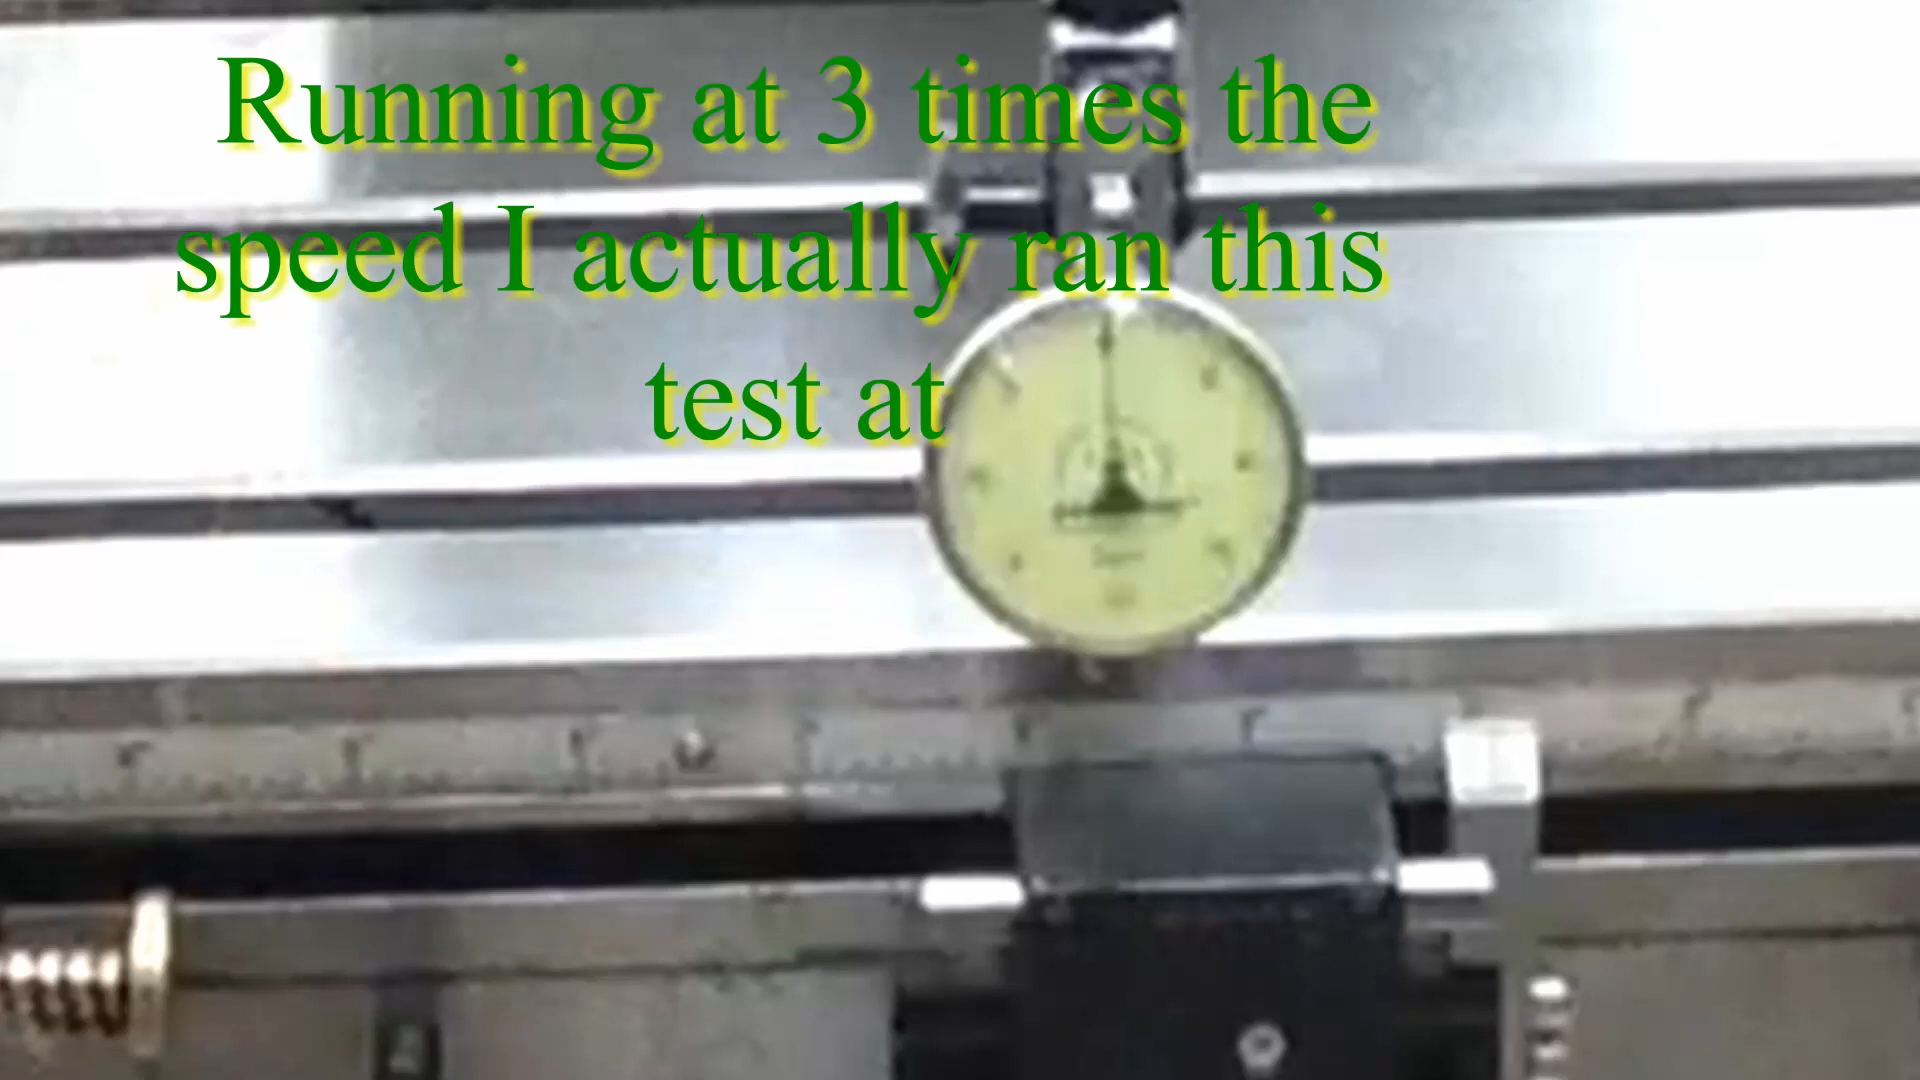 Running at 3 times the
speed I actually ran this
test at